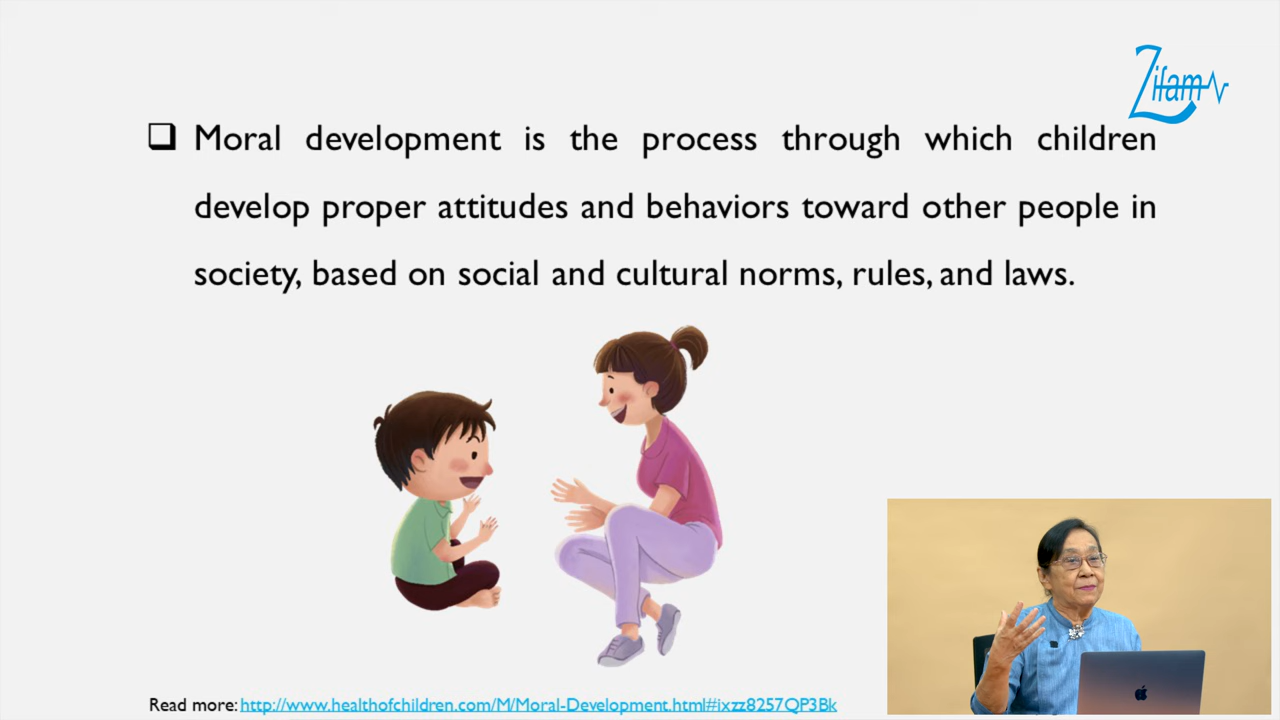 Zifam
Moral development is the process through which children
develop proper attitudes and behaviors toward other people in
society, based on social and cultural norms, rules, and laws.
Read more: http://www.healthofchildren.com/M/Moral-Development.html#ixzz8257QP3Bk